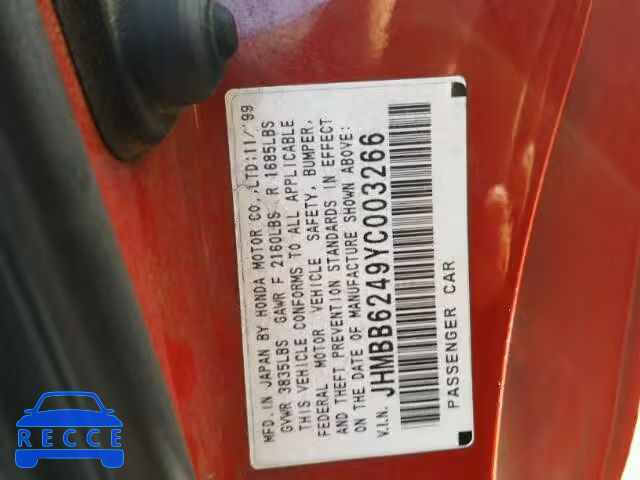 MFD. IN JAPAN BY HONDA MOTOR CO., LTD; 11/'99
GVWR 3835LBS GAWR F 2160LBS R 1685LBS
THIS VEHICLE CONFORMS TO ALL APPLICABLE
FEDERAL MOTOR VEHICLE SAFETY, BUMPER,
AND THEFT PREVENTION STANDARDS IN EFFECT
ON THE DATE OF MANUFACTURE SHOWN ABOVE:
V.I.N. JHMBB6249YC003266
PASSENGER CAR
RECCE